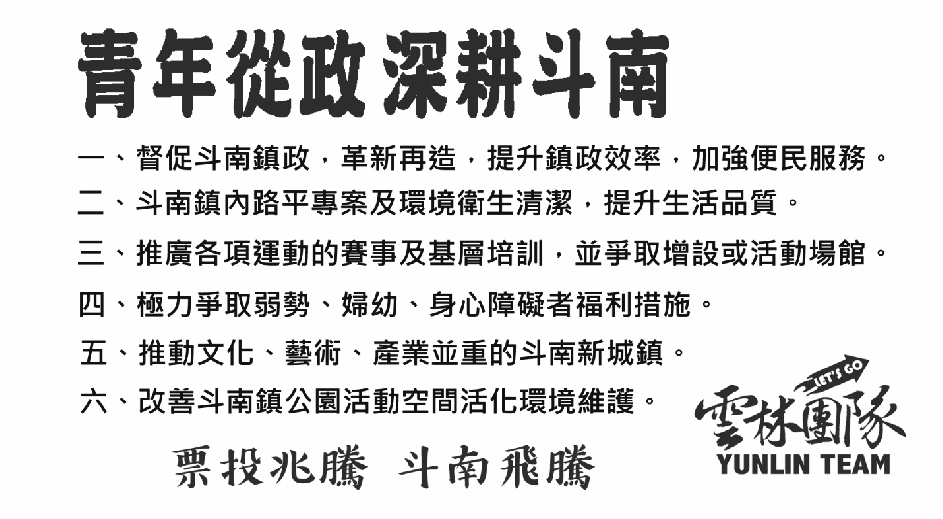 青年從政 深耕斗南
一、督促斗南鎮政，革新再造，提升鎮政效率，加強便民服務。
二、斗南鎮內路平專案及環境衛生清潔，提升生活品質。
三、推廣各項運動的賽事及基層培訓，並爭取增設或活動場館。
四、極力爭取弱勢、婦幼、身心障礙者福利措施。
五、推動文化、藝術、產業並重的斗南新城鎮。
六、改善斗南鎮公園活動空間活化環境維護。
票投兆騰 斗南飛騰
LET'S GO
雲林團隊
YUNLIN TEAM